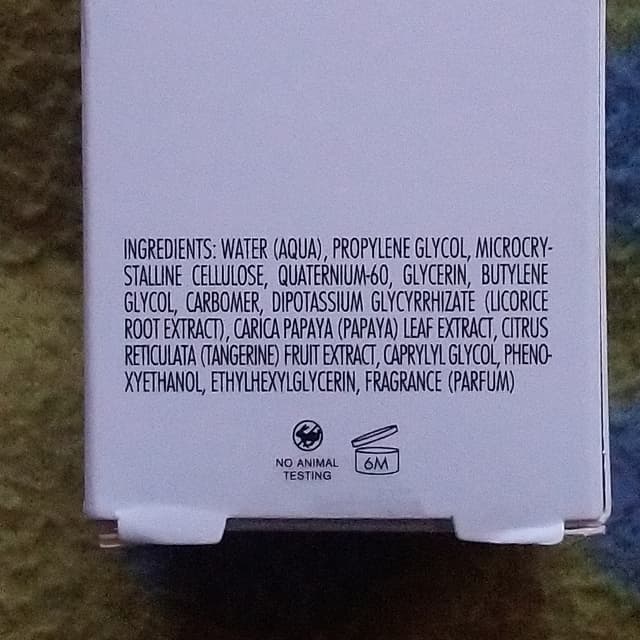 INGREDIENTS: WATER (AQUA), PROPYLENE GLYCOL, MICROCRY-
STALLINE CELLULOSE, QUATERNIUM-60, GLYCERIN, BUTYLENE
GLYCOL, CARBOMER, DIPOTASSIUM GLYCYRRHIZATE (LICORICE
ROOT EXTRACT), CARICA PAPAYA (PAPAYA) LEAF EXTRACT, CITRUS
RETICULATA (TANGERINE) FRUIT EXTRACT, CAPRYLYL GLYCOL, PHENO-
XYETHANOL, ETHYLHEXYLGLYCERIN, FRAGRANCE (PARFUM)
NO ANIMAL
TESTING
6M